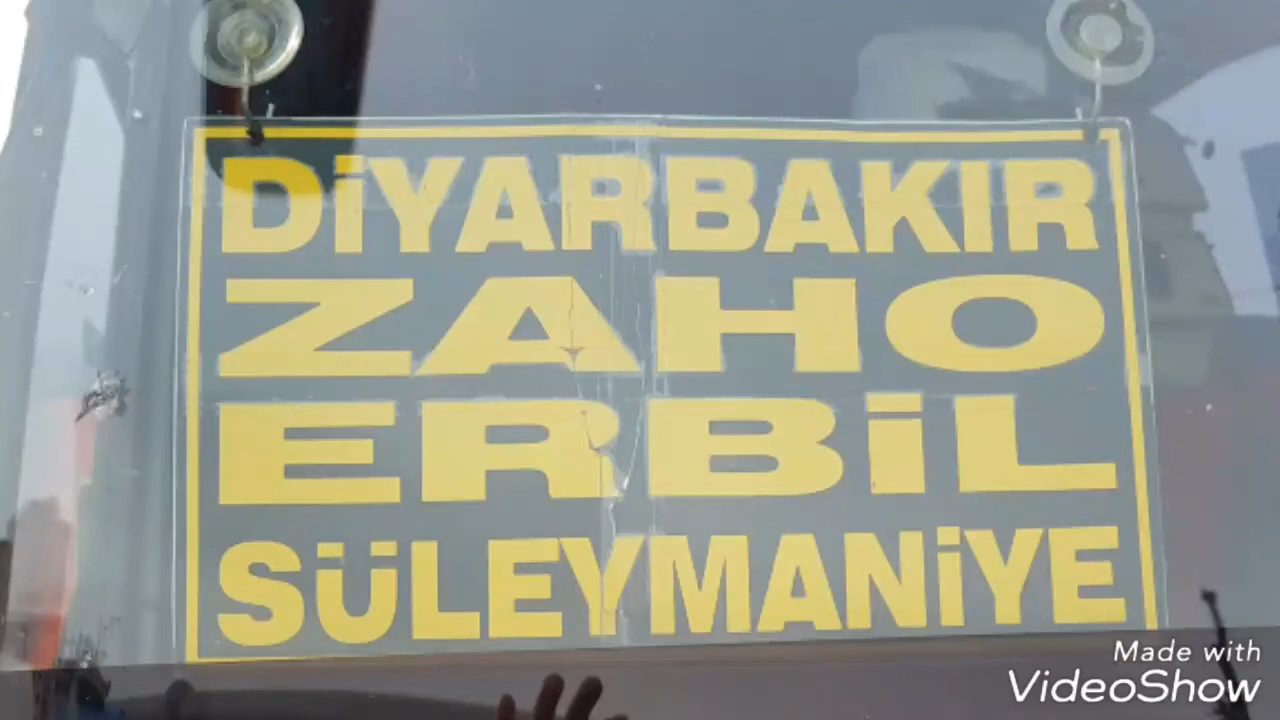 DİYARBAKIR
ZAHO
ERBİL
SÜLEYMANİYE
Made with
VideoShow